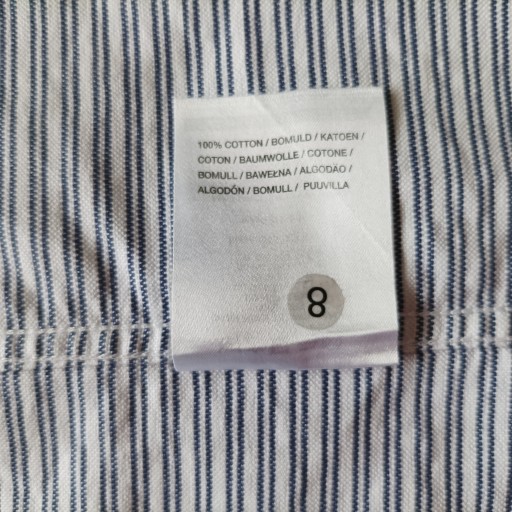 100% COTTON / BOMULD / KATOEN /
COTON / BAUMWOLLE / COTONE /
BOMULL / BAWEŁNA / ALGODÃO /
ALGODÓN / BOMULL / PUUVILLA
8